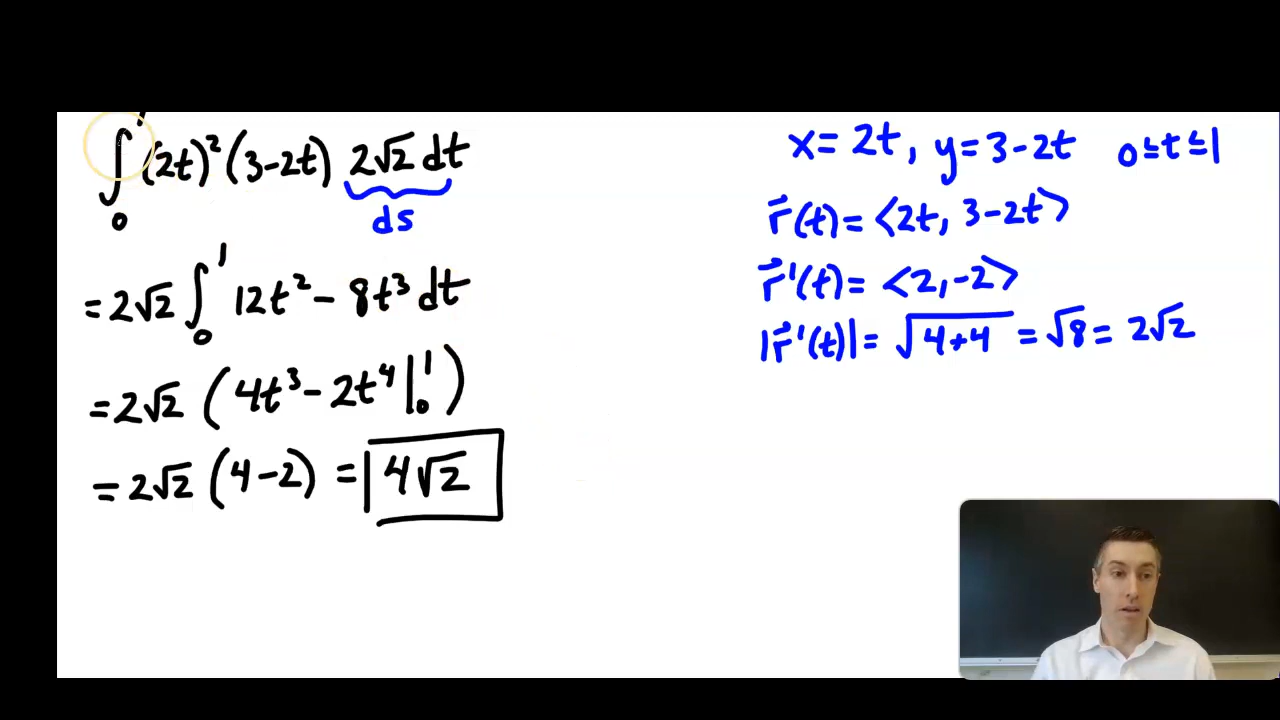 ∫₀¹ (2t)² (3-2t) 2√2 dt
ds
= 2√2 ∫₀¹ 12t² - 8t³ dt
= 2√2 (4t³ - 2t⁴ |₀¹)
= 2√2 (4-2) = 4√2
x = 2t, y = 3-2t 0≤t≤1
r⃗(t) = <2t, 3-2t>
r⃗'(t) = <2, -2>
|r⃗'(t)| = √(4+4) = √8 = 2√2